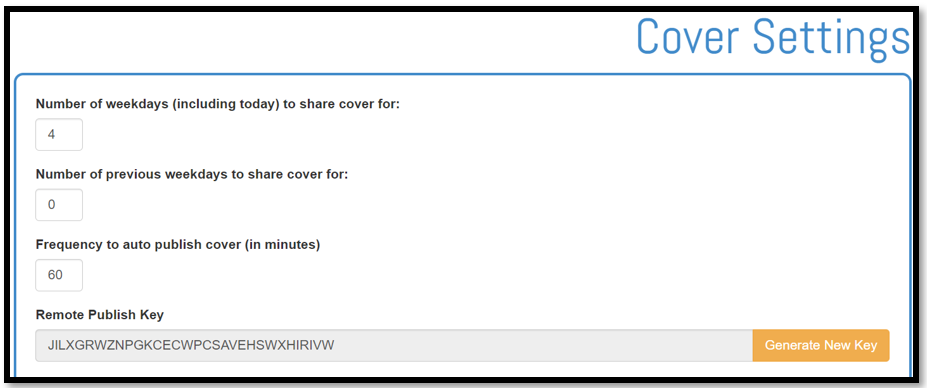 Cover Settings
Number of weekdays (including today) to share cover for:
4
Number of previous weekdays to share cover for:
0
Frequency to auto publish cover (in minutes)
60
Remote Publish Key
JILXGRWZNPGKCECWPCSAVEHSWXHIRIVW Generate New Key